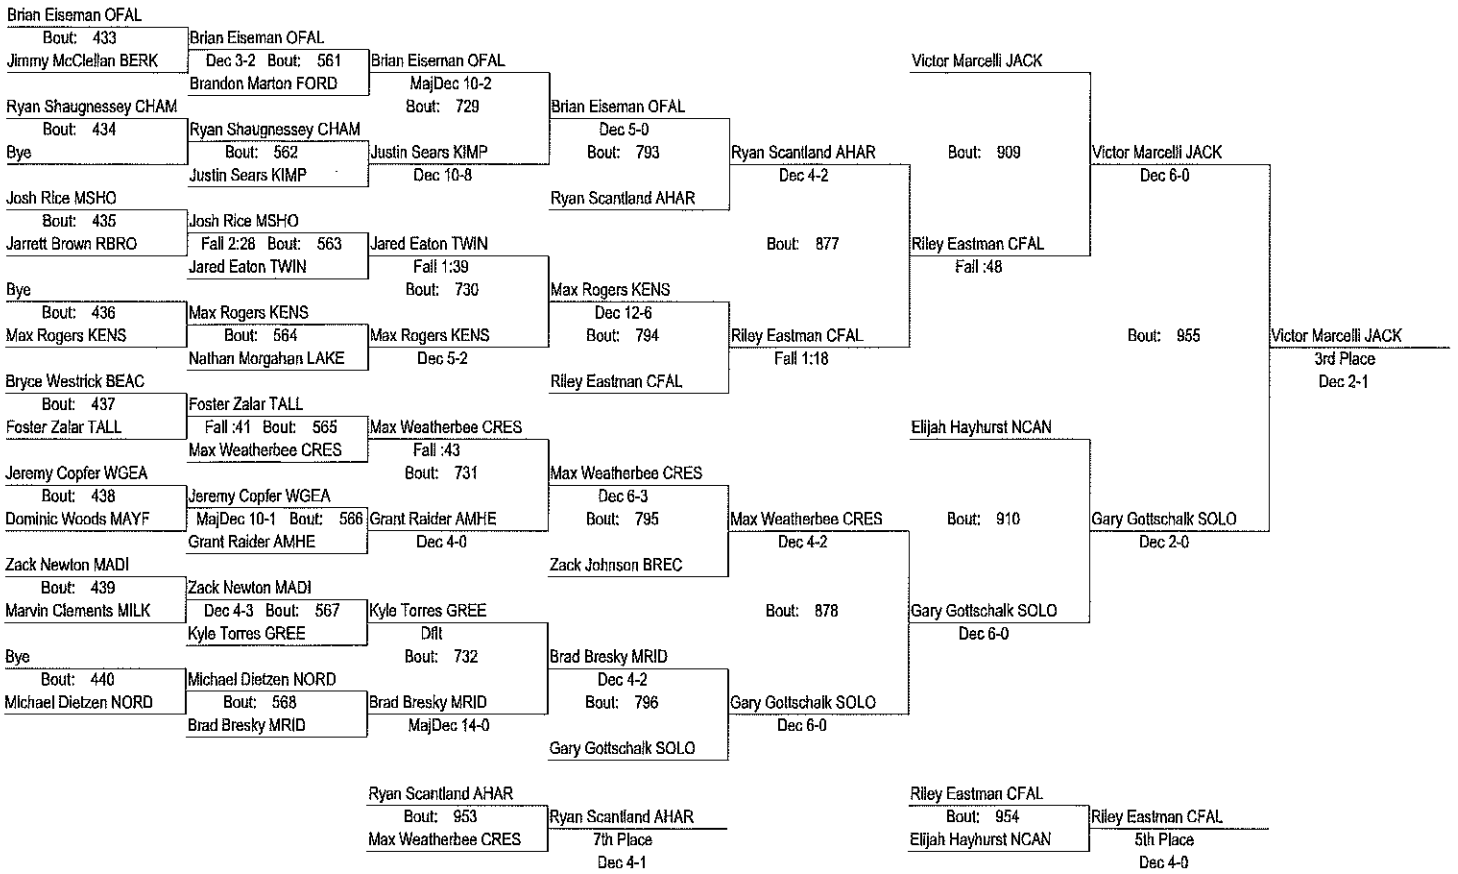 Brian Eiseman OFAL
Bout: 433
Jimmy McClellan BERK
Ryan Shaugnessey CHAM
Bout: 434
Bye
Josh Rice MSHO
Bout: 435
Jarrett Brown RBRO
Bye
Bout: 436
Max Rogers KENS
Bryce Westrick BEAC
Bout: 437
Foster Zalar TALL
Jeremy Copfer WGEA
Bout: 438
Dominic Woods MAYF
Zack Newton MADI
Bout: 439
Marvin Clements MILK
Bye
Bout: 440
Michael Dietzen NORD
Brian Eiseman OFAL
Dec 3-2 Bout: 561
Brandon Marton FORD
Ryan Shaugnessey CHAM
Bout: 562
Justin Sears KIMP
Josh Rice MSHO
Fall 2:28 Bout: 563
Jared Eaton TWIN
Max Rogers KENS
Bout: 564
Nathan Morgahan LAKE
Foster Zalar TALL
Fall :41 Bout: 565
Max Weatherbee CRES
Jeremy Copfer WGEA
MajDec 10-1 Bout: 566
Grant Raider AMHE
Zack Newton MADI
Dec 4-3 Bout: 567
Kyle Torres GREE
Michael Dietzen NORD
Bout: 568
Brad Bresky MRID
Brian Eiseman OFAL
MajDec 10-2
Bout: 729
Justin Sears KIMP
Dec 10-8
Jared Eaton TWIN
Fall 1:39
Bout: 730
Max Rogers KENS
Dec 5-2
Max Weatherbee CRES
Fall :43
Bout: 731
Grant Raider AMHE
Dec 4-0
Kyle Torres GREE
Dflt
Bout: 732
Brad Bresky MRID
MajDec 14-0
Brian Eiseman OFAL
Dec 5-0
Bout: 793
Ryan Scantland AHAR
Max Rogers KENS
Dec 12-6
Bout: 794
Riley Eastman CFAL
Max Weatherbee CRES
Dec 6-3
Bout: 795
Zack Johnson BREC
Brad Bresky MRID
Dec 4-2
Bout: 796
Gary Gottschalk SOLO
Ryan Scantland AHAR
Dec 4-2
Bout: 877
Riley Eastman CFAL
Fall 1:18
Max Weatherbee CRES
Dec 4-2
Bout: 878
Gary Gottschalk SOLO
Dec 6-0
Victor Marcelli JACK
Bout: 909
Riley Eastman CFAL
Fall :48
Elijah Hayhurst NCAN
Bout: 910
Gary Gottschalk SOLO
Dec 6-0
Victor Marcelli JACK
Dec 6-0
Bout: 955
Gary Gottschalk SOLO
Dec 2-0
Victor Marcelli JACK
3rd Place
Dec 2-1
Ryan Scantland AHAR
Bout: 953
Max Weatherbee CRES
Ryan Scantland AHAR
7th Place
Dec 4-1
Riley Eastman CFAL
Bout: 954
Elijah Hayhurst NCAN
Riley Eastman CFAL
5th Place
Dec 4-0